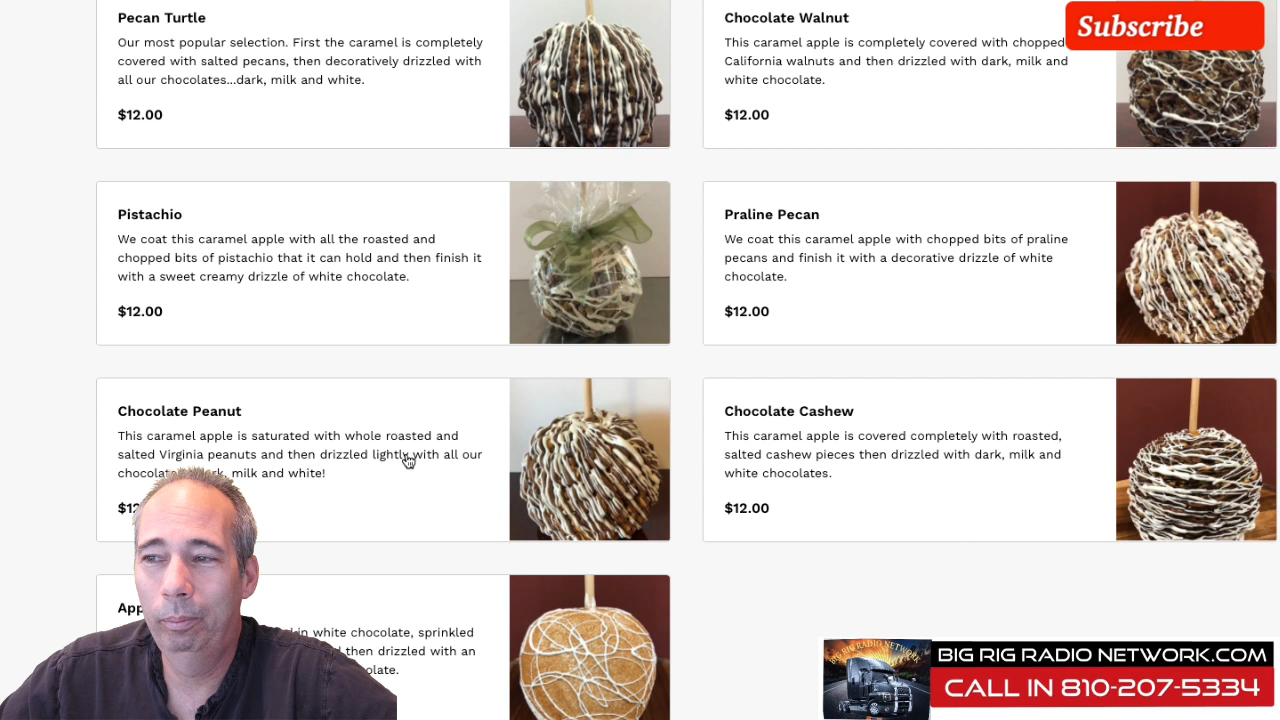 Pecan Turtle
Our most popular selection. First the caramel is completely
covered with salted pecans, then decoratively drizzled with
all our chocolates...dark, milk and white.
$12.00
Chocolate Walnut
This caramel apple is completely covered with chopped
California walnuts and then drizzled with dark, milk and
white chocolate.
$12.00
Subscribe
Pistachio
We coat this caramel apple with all the roasted and
chopped bits of pistachio that it can hold and then finish it
with a sweet creamy drizzle of white chocolate.
$12.00
Praline Pecan
We coat this caramel apple with chopped bits of praline
pecans and finish it with a decorative drizzle of white
chocolate.
$12.00
Chocolate Peanut
This caramel apple is saturated with whole roasted and
salted Virginia peanuts and then drizzled lightly with all our
milk and white!
Chocolate Cashew
This caramel apple is covered completely with roasted,
salted cashew pieces then drizzled with dark, milk and
white chocolates.
$12.00
in white chocolate, sprinkled
then drizzled with an
BIG RIG RADIO NETWORK
BIG RIG RADIO NETWORK.COM
CALL IN 810-207-5334